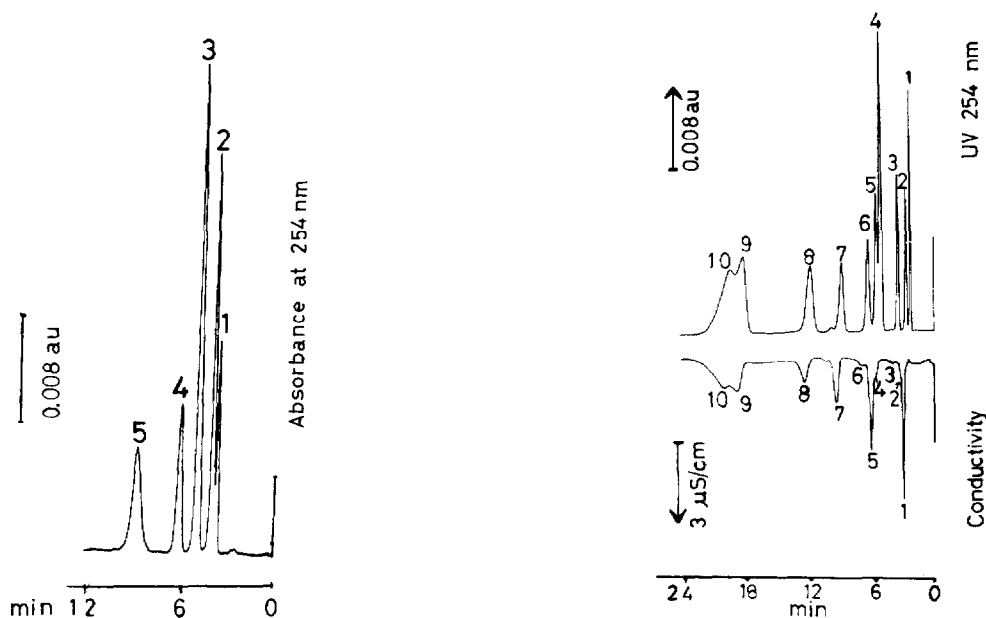 3
2
1
4
5
0.008 au
Absorbance at 254 nm
min 12 6 0
4
1
3
2
5
6
7
8
9
10
0.008 au
UV 254 nm
10 9 8 7 6 5 4 3 2 1
3 µS/cm
Conductivity
24 18 12 6 0
min